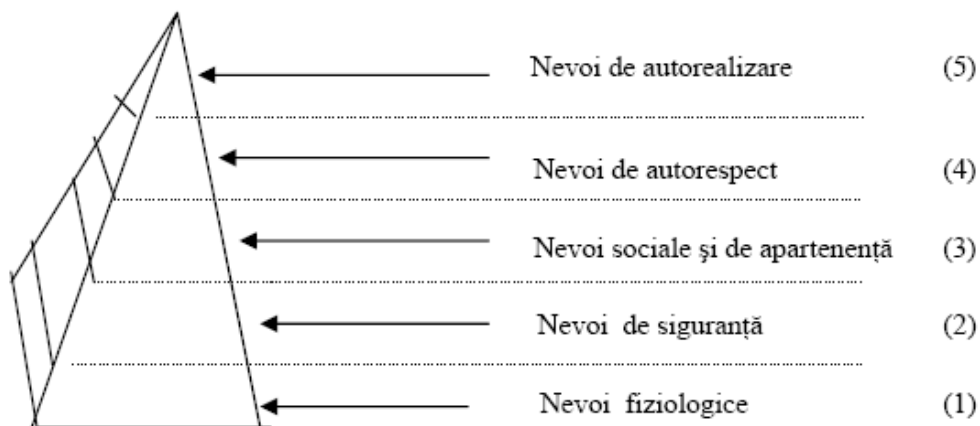 Nevoi de autorealizare (5)
Nevoi de autorespect (4)
Nevoi sociale şi de apartenenţă (3)
Nevoi de siguranţă (2)
Nevoi fiziologice (1)